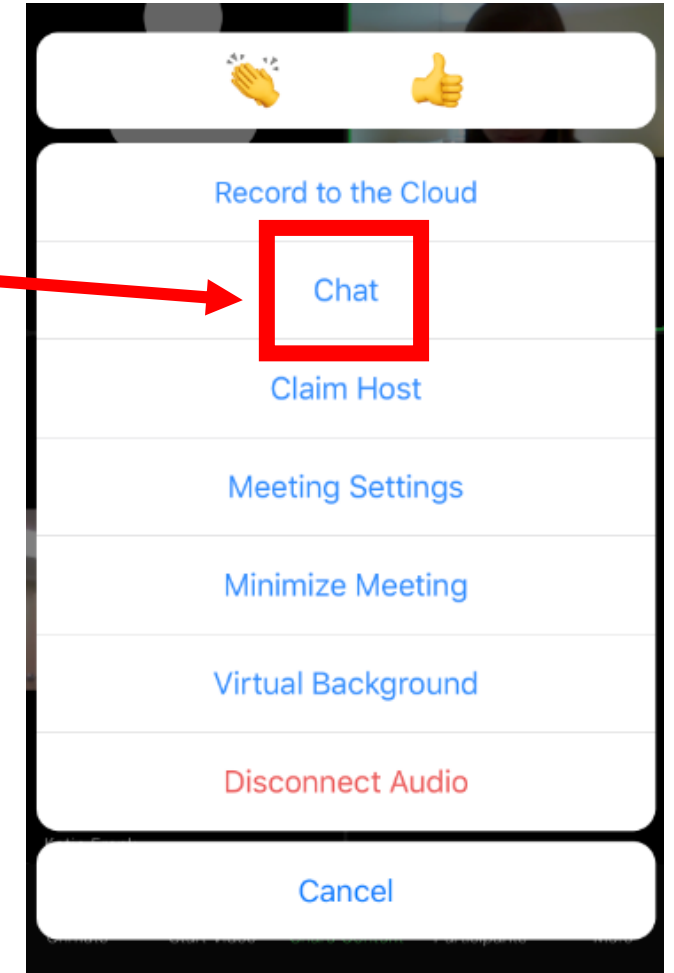 Record to the Cloud
Chat
Claim Host
Meeting Settings
Minimize Meeting
Virtual Background
Disconnect Audio
Cancel